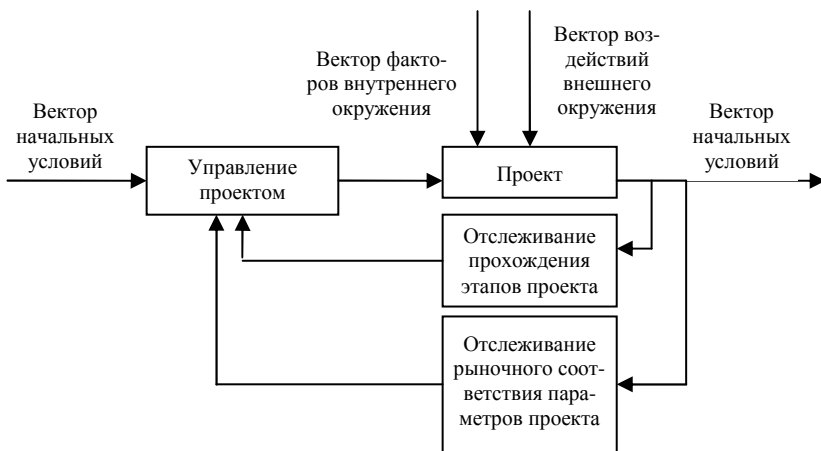 Вектор факто-
ров внутреннего
окружения
Вектор воз-
действий
внешнего
окружения
Вектор
начальных
условий
Вектор
начальных
условий
Управление
проектом
Проект
Отслеживание
прохождения
этапов проекта
Отслеживание
рыночного соот-
ветствия пара-
метров проекта